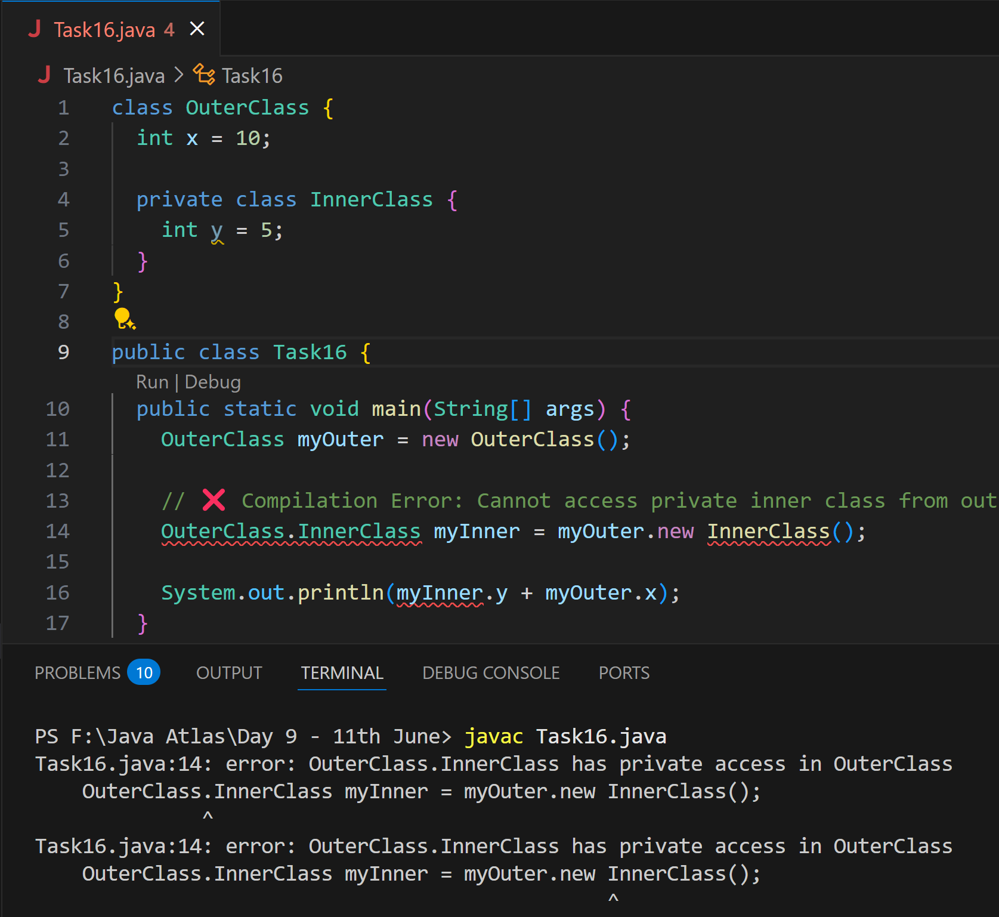 Task16.java 4
Task16.java > Task16
1 class OuterClass {
2   int x = 10;
3
4   private class InnerClass {
5     int y = 5;
6   }
7 }
8
9 public class Task16 {
Run | Debug
10   public static void main(String[] args) {
11     OuterClass myOuter = new OuterClass();
12
13     // ❌ Compilation Error: Cannot access private inner class from out
14     OuterClass.InnerClass myInner = myOuter.new InnerClass();
15
16     System.out.println(myInner.y + myOuter.x);
17   }
PROBLEMS 10 OUTPUT TERMINAL DEBUG CONSOLE PORTS
PS F:\Java Atlas\Day 9 - 11th June> javac Task16.java
Task16.java:14: error: OuterClass.InnerClass has private access in OuterClass
    OuterClass.InnerClass myInner = myOuter.new InnerClass();
              ^
Task16.java:14: error: OuterClass.InnerClass has private access in OuterClass
    OuterClass.InnerClass myInner = myOuter.new InnerClass();
                                                ^